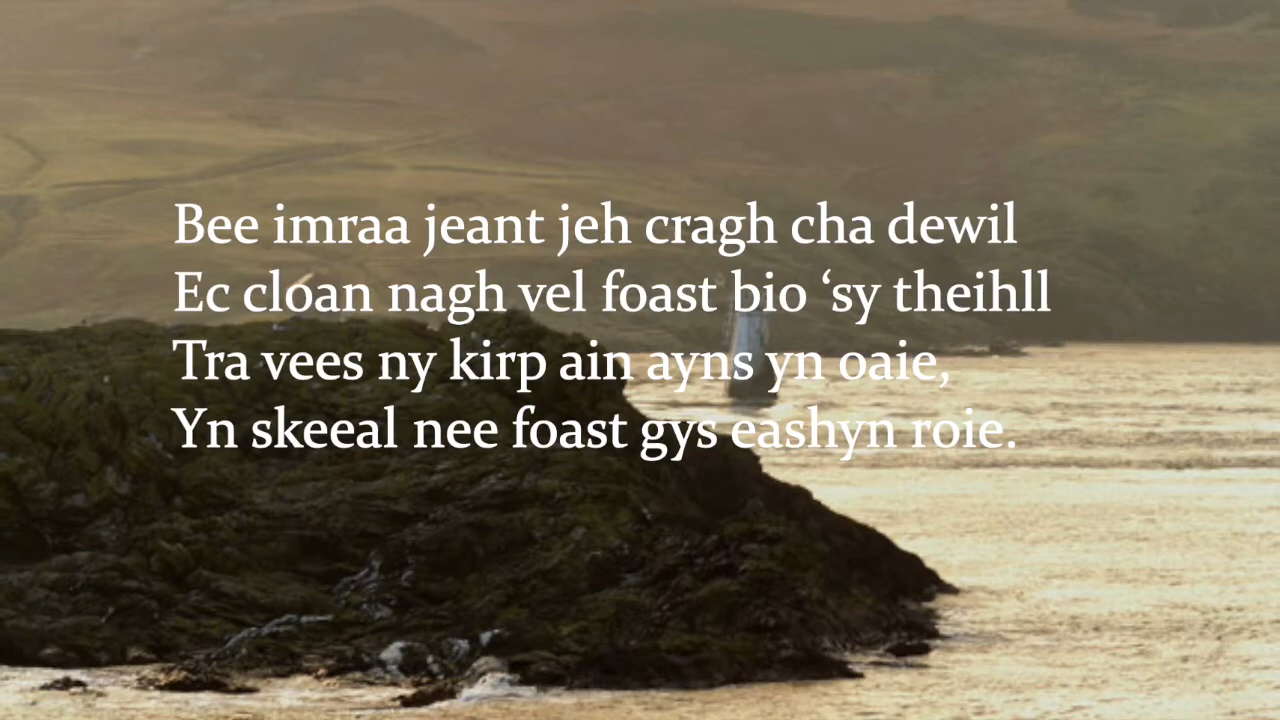 Bee imraa jeant jeh cragh cha dewil
Ec cloan nagh vel foast bio ‘sy theihll
Tra vees ny kirp ain ayns yn oaie,
Yn skeeal nee foast gys eashyn roie.